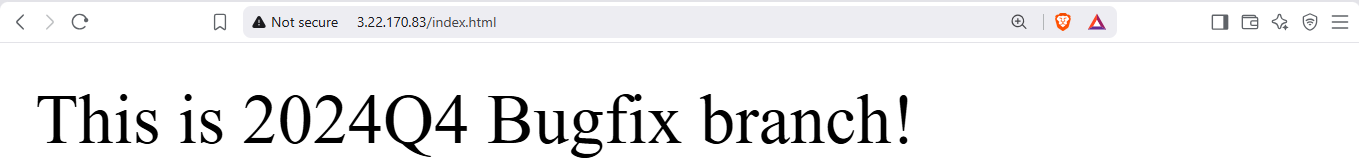 Not secure 3.22.170.83/index.html
This is 2024Q4 Bugfix branch!